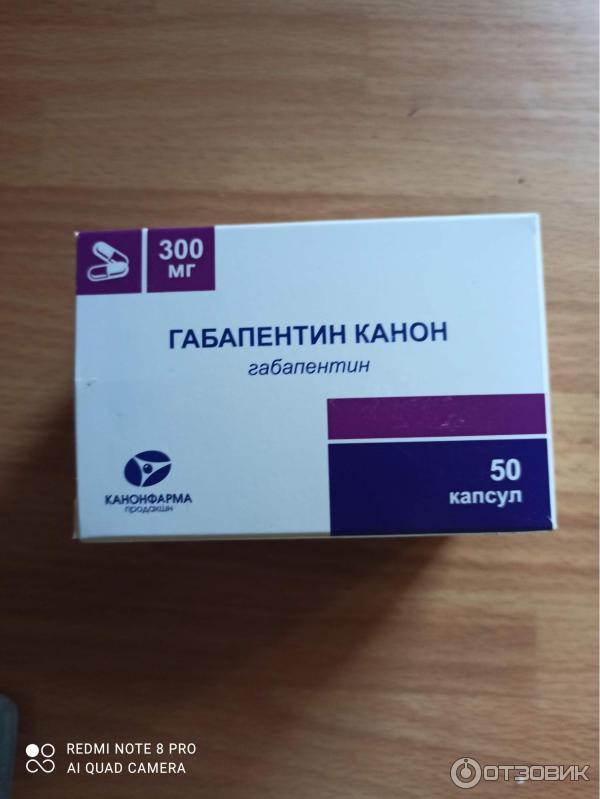 300
МГ
ГАБАПЕНТИН КАНОН
габапентин
50
капсул
КАНОНФАРМА
продакшн
REDMI NOTE 8 PRO
AI QUAD CAMERA
ОТЗОВИК